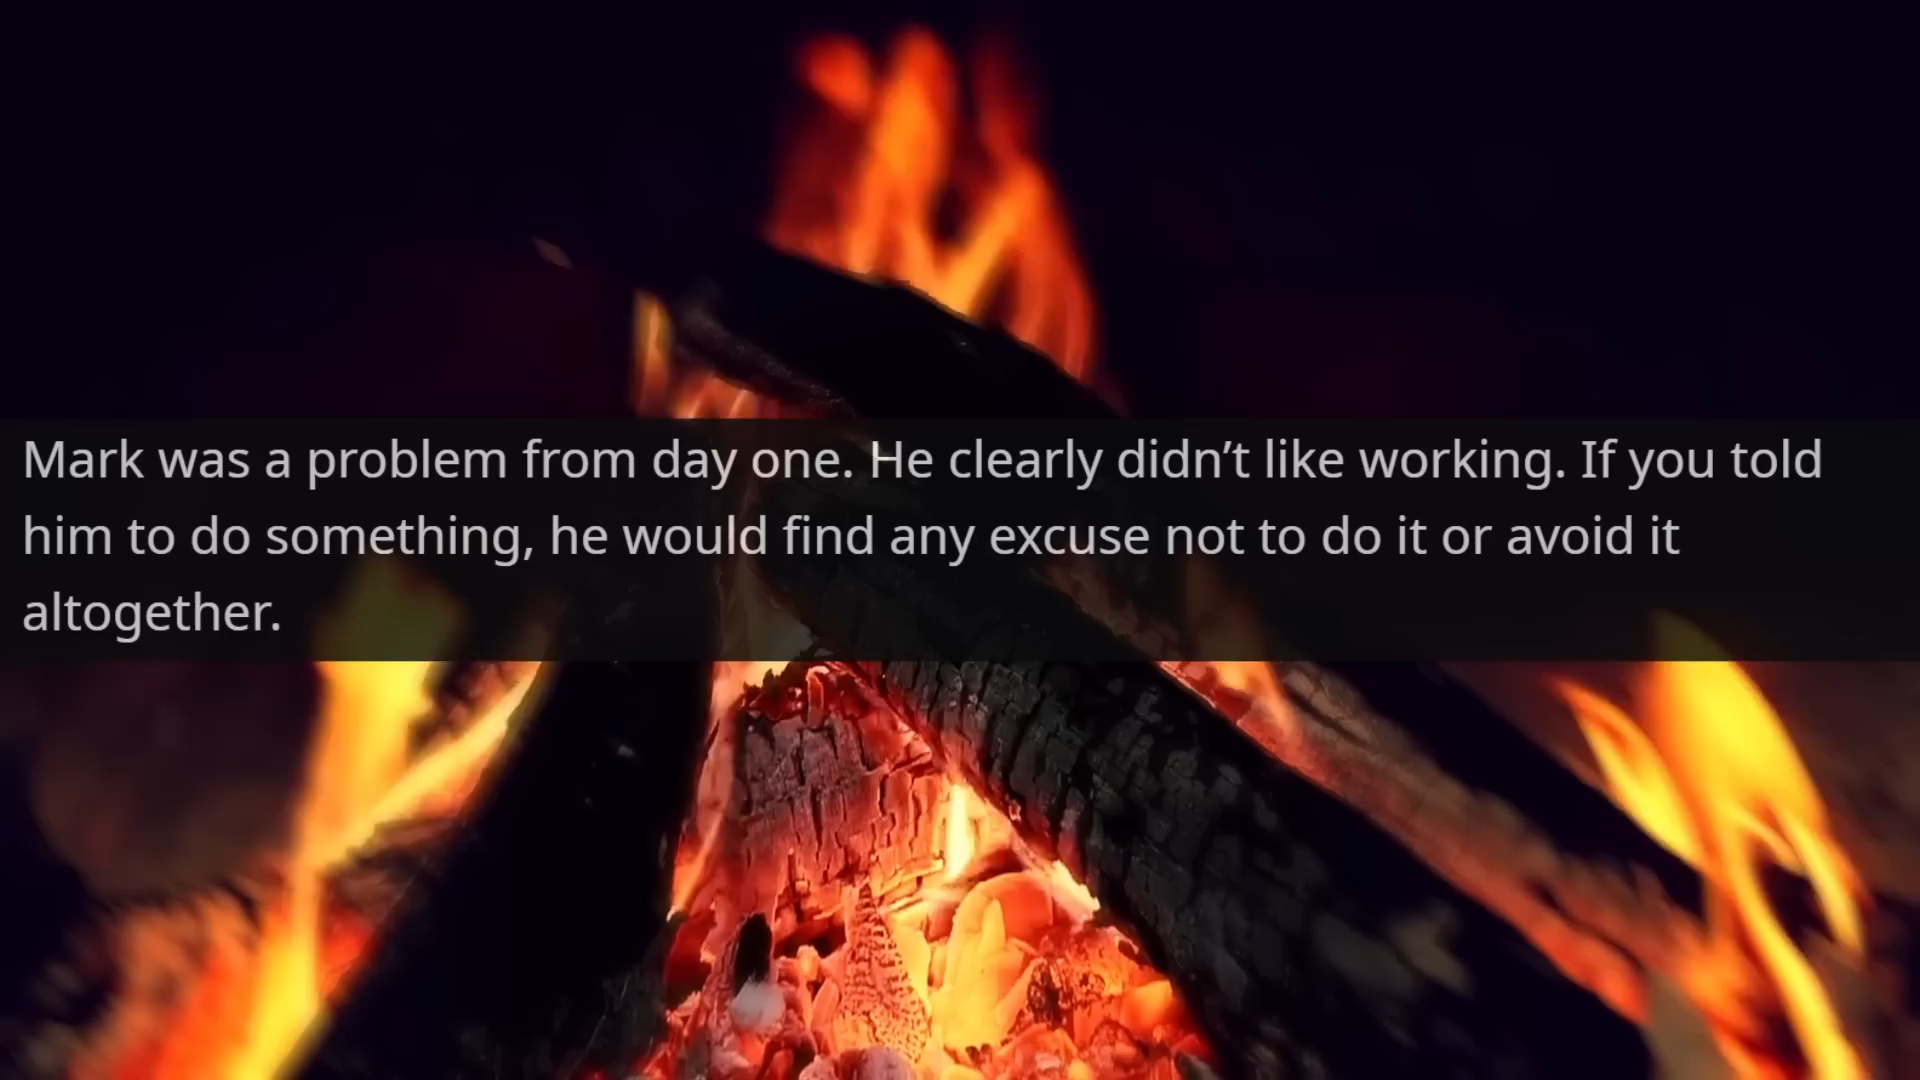 Mark was a problem from day one. He clearly didn’t like working. If you told
him to do something, he would find any excuse not to do it or avoid it
altogether.